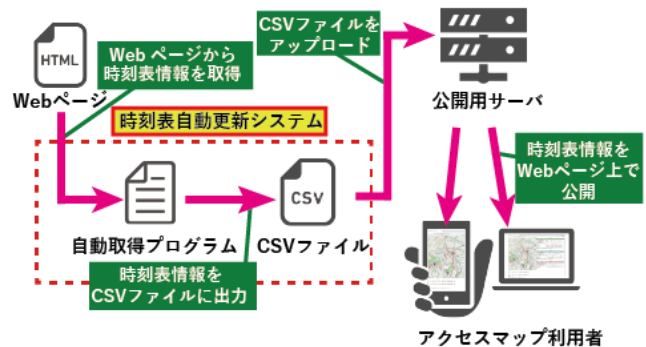 HTML
Webページ
Web ページから
時刻表情報を取得
CSVファイルを
アップロード
公開用サーバ
時刻表自動更新システム
自動取得プログラム
CSV
CSVファイル
時刻表情報を
CSVファイルに出力
時刻表情報を
Webページ上で
公開
アクセスマップ利用者